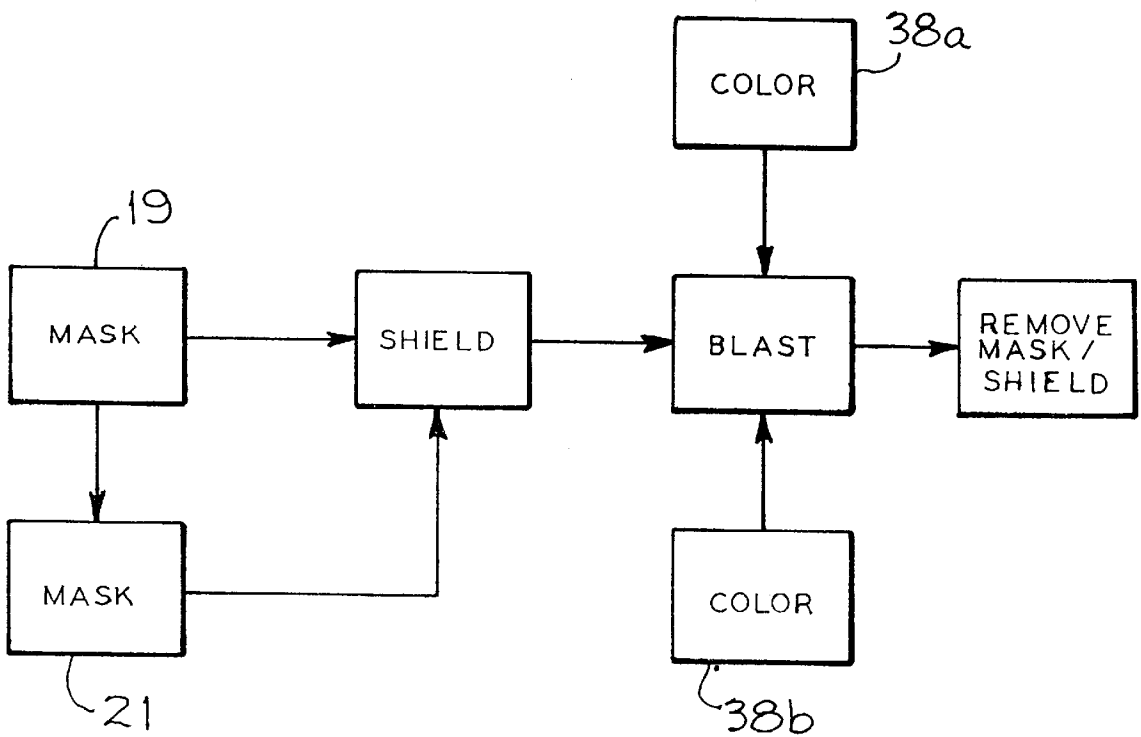 38a
COLOR
19
MASK
SHIELD
BLAST
REMOVE
MASK/
SHIELD
MASK
COLOR
21
38b